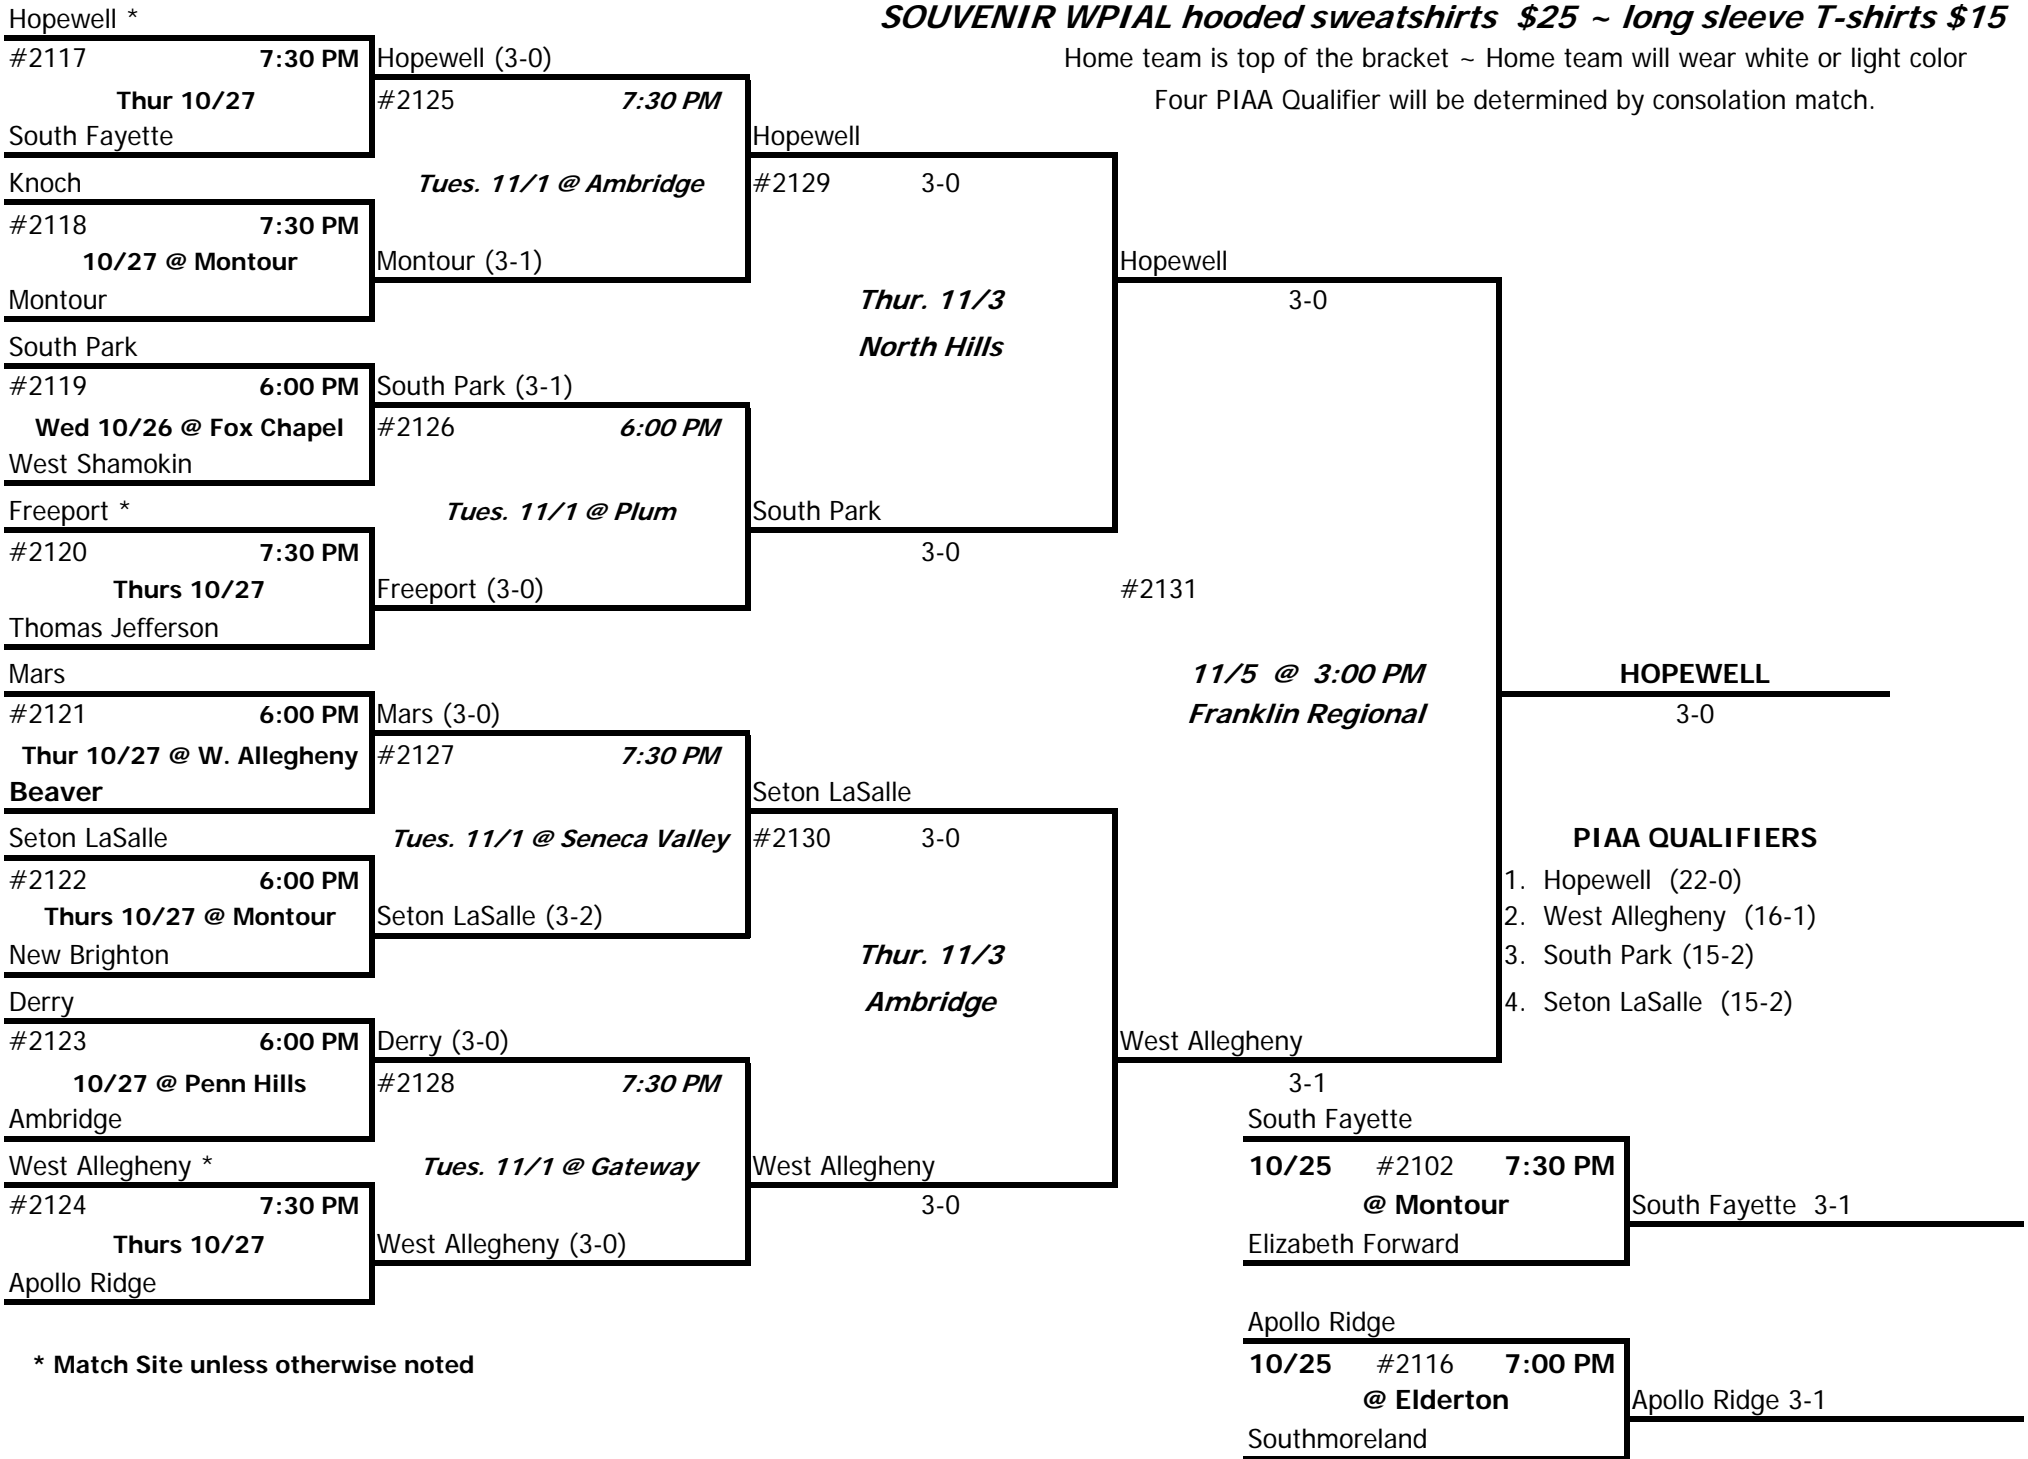 Hopewell *
SOUVENIR WPIAL hooded sweatshirts $25 ~ long sleeve T-shirts $15
#2117 7:30 PM
Hopewell (3-0)
Home team is top of the bracket ~ Home team will wear white or light color
Thur 10/27
#2125 7:30 PM
Four PIAA Qualifier will be determined by consolation match.
South Fayette
Hopewell
Knoch
Tues. 11/1 @ Ambridge
#2129 3-0
#2118 7:30 PM
10/27 @ Montour
Montour (3-1)
Hopewell
Montour
Thur. 11/3
3-0
South Park
North Hills
#2119 6:00 PM
South Park (3-1)
Wed 10/26 @ Fox Chapel
#2126 6:00 PM
West Shamokin
Freeport *
Tues. 11/1 @ Plum
South Park
#2120 7:30 PM
3-0
Thurs 10/27
Freeport (3-0)
#2131
Thomas Jefferson
Mars
11/5 @ 3:00 PM
HOPEWELL
#2121 6:00 PM
Mars (3-0)
Franklin Regional
3-0
Thur 10/27 @ W. Allegheny
#2127 7:30 PM
Beaver
Seton LaSalle
Seton LaSalle
Tues. 11/1 @ Seneca Valley
#2130 3-0
PIAA QUALIFIERS
#2122 6:00 PM
1. Hopewell (22-0)
Thurs 10/27 @ Montour
Seton LaSalle (3-2)
2. West Allegheny (16-1)
New Brighton
Thur. 11/3
3. South Park (15-2)
Derry
Ambridge
4. Seton LaSalle (15-2)
#2123 6:00 PM
Derry (3-0)
West Allegheny
10/27 @ Penn Hills
#2128 7:30 PM
3-1
Ambridge
South Fayette
West Allegheny *
Tues. 11/1 @ Gateway
West Allegheny
10/25 #2102 7:30 PM
#2124 7:30 PM
3-0
@ Montour
South Fayette 3-1
Thurs 10/27
West Allegheny (3-0)
Elizabeth Forward
Apollo Ridge
Apollo Ridge
* Match Site unless otherwise noted
10/25 #2116 7:00 PM
@ Elderton
Apollo Ridge 3-1
Southmoreland